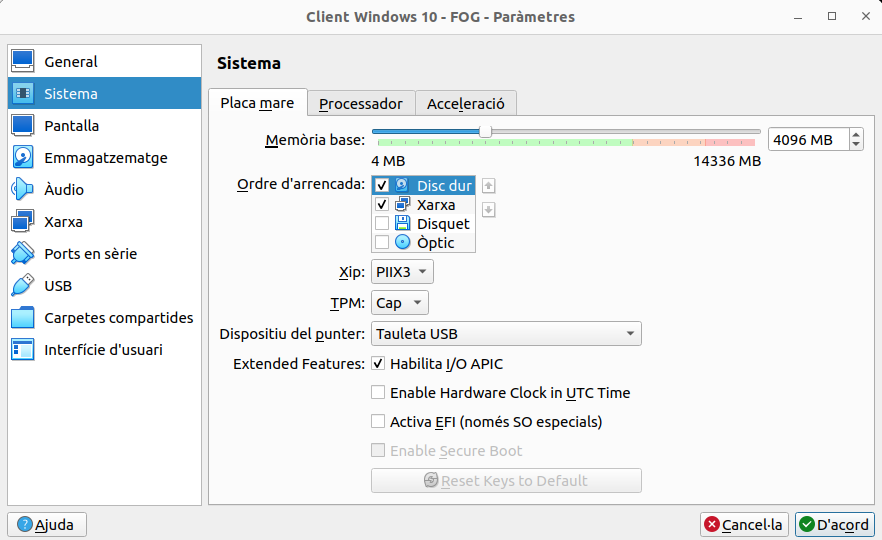 Client Windows 10 - FOG - Paràmetres
General
Sistema
Pantalla
Emmagatzematge
Àudio
Xarxa
Ports en sèrie
USB
Carpetes compartides
Interfície d'usuari
Sistema
Placa mare Processador Acceleració
Memòria base: 4096 MB
4 MB 14336 MB
Ordre d'arrencada: Disc dur
Xarxa
Disquet
Òptic
Xip: PIIX3
TPM: Cap
Dispositiu del punter: Tauleta USB
Extended Features: Habilita I/O APIC
Enable Hardware Clock in UTC Time
Activa EFI (només SO especials)
Enable Secure Boot
Reset Keys to Default
Ajuda Cancel·la D'acord